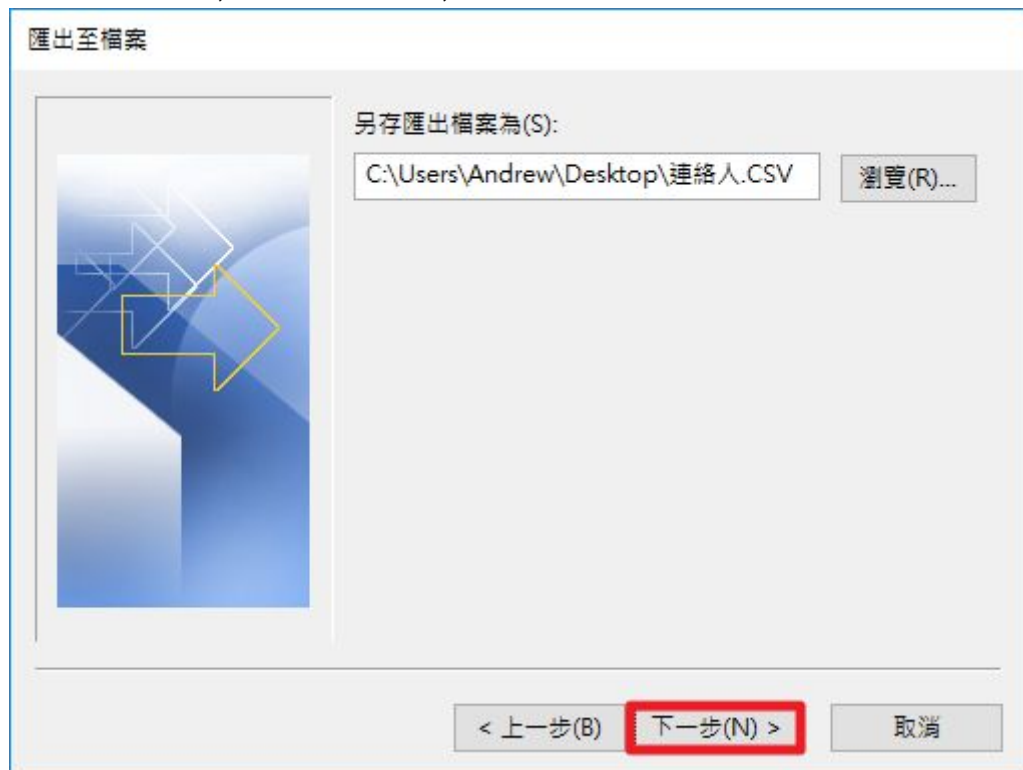 匯出至檔案
另存匯出檔案為(S):
C:\Users\Andrew\Desktop\連絡人.CSV
瀏覽(R)...
< 上一步(B)
下一步(N) >
取消